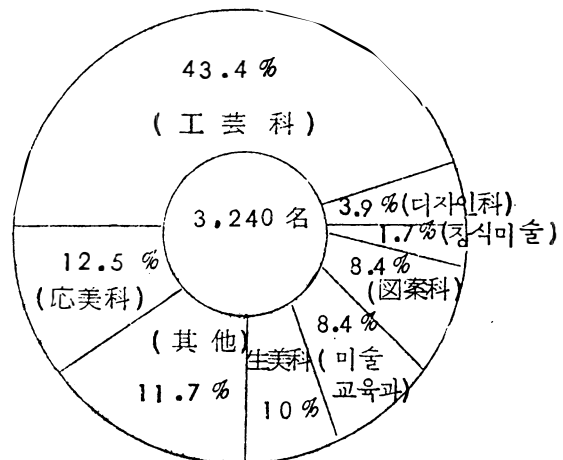 43.4 %
( 工 芸 科 )
3,240 名
3.9 %(디자인科)
1.7%(장식미술)
12.5 %
8.4%
(応美科)
(図案科)
8.4 %
( 其 他)
生美科
( 미술
교육과)
11.7 %
10 %